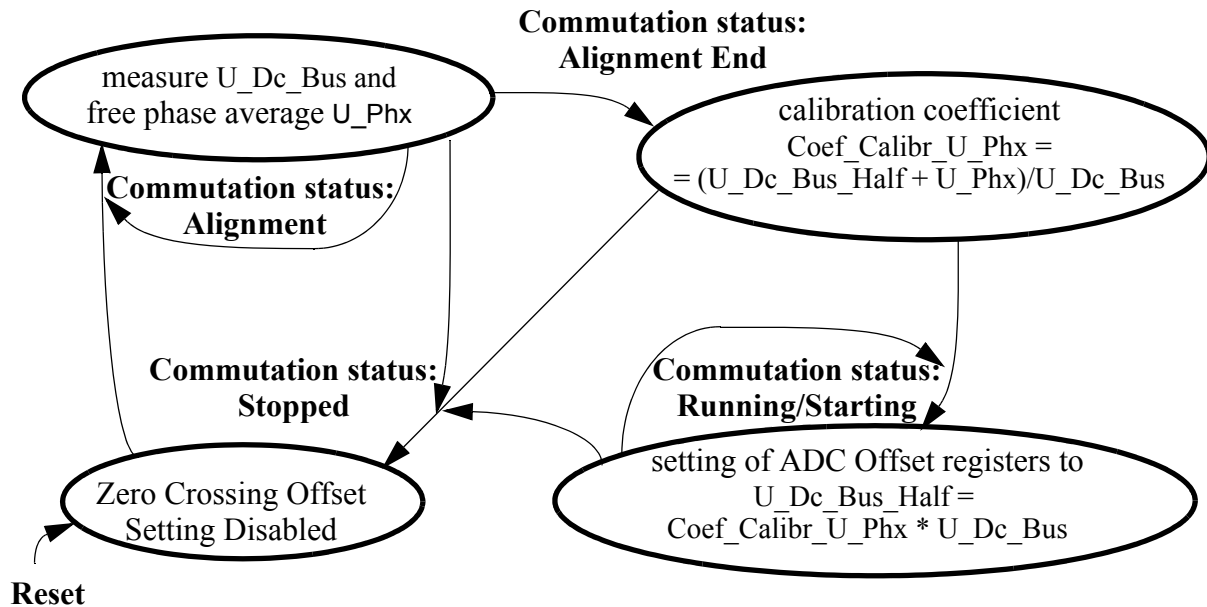 Commutation status:
Alignment End
measure U_Dc_Bus and
free phase average U_Phx
calibration coefficient
Coef_Calibr_U_Phx =
= (U_Dc_Bus_Half + U_Phx)/U_Dc_Bus
Commutation status:
Alignment
Commutation status:
Stopped
Commutation status:
Running/Starting
setting of ADC Offset registers to
U_Dc_Bus_Half =
Coef_Calibr_U_Phx * U_Dc_Bus
Zero Crossing Offset
Setting Disabled
Reset